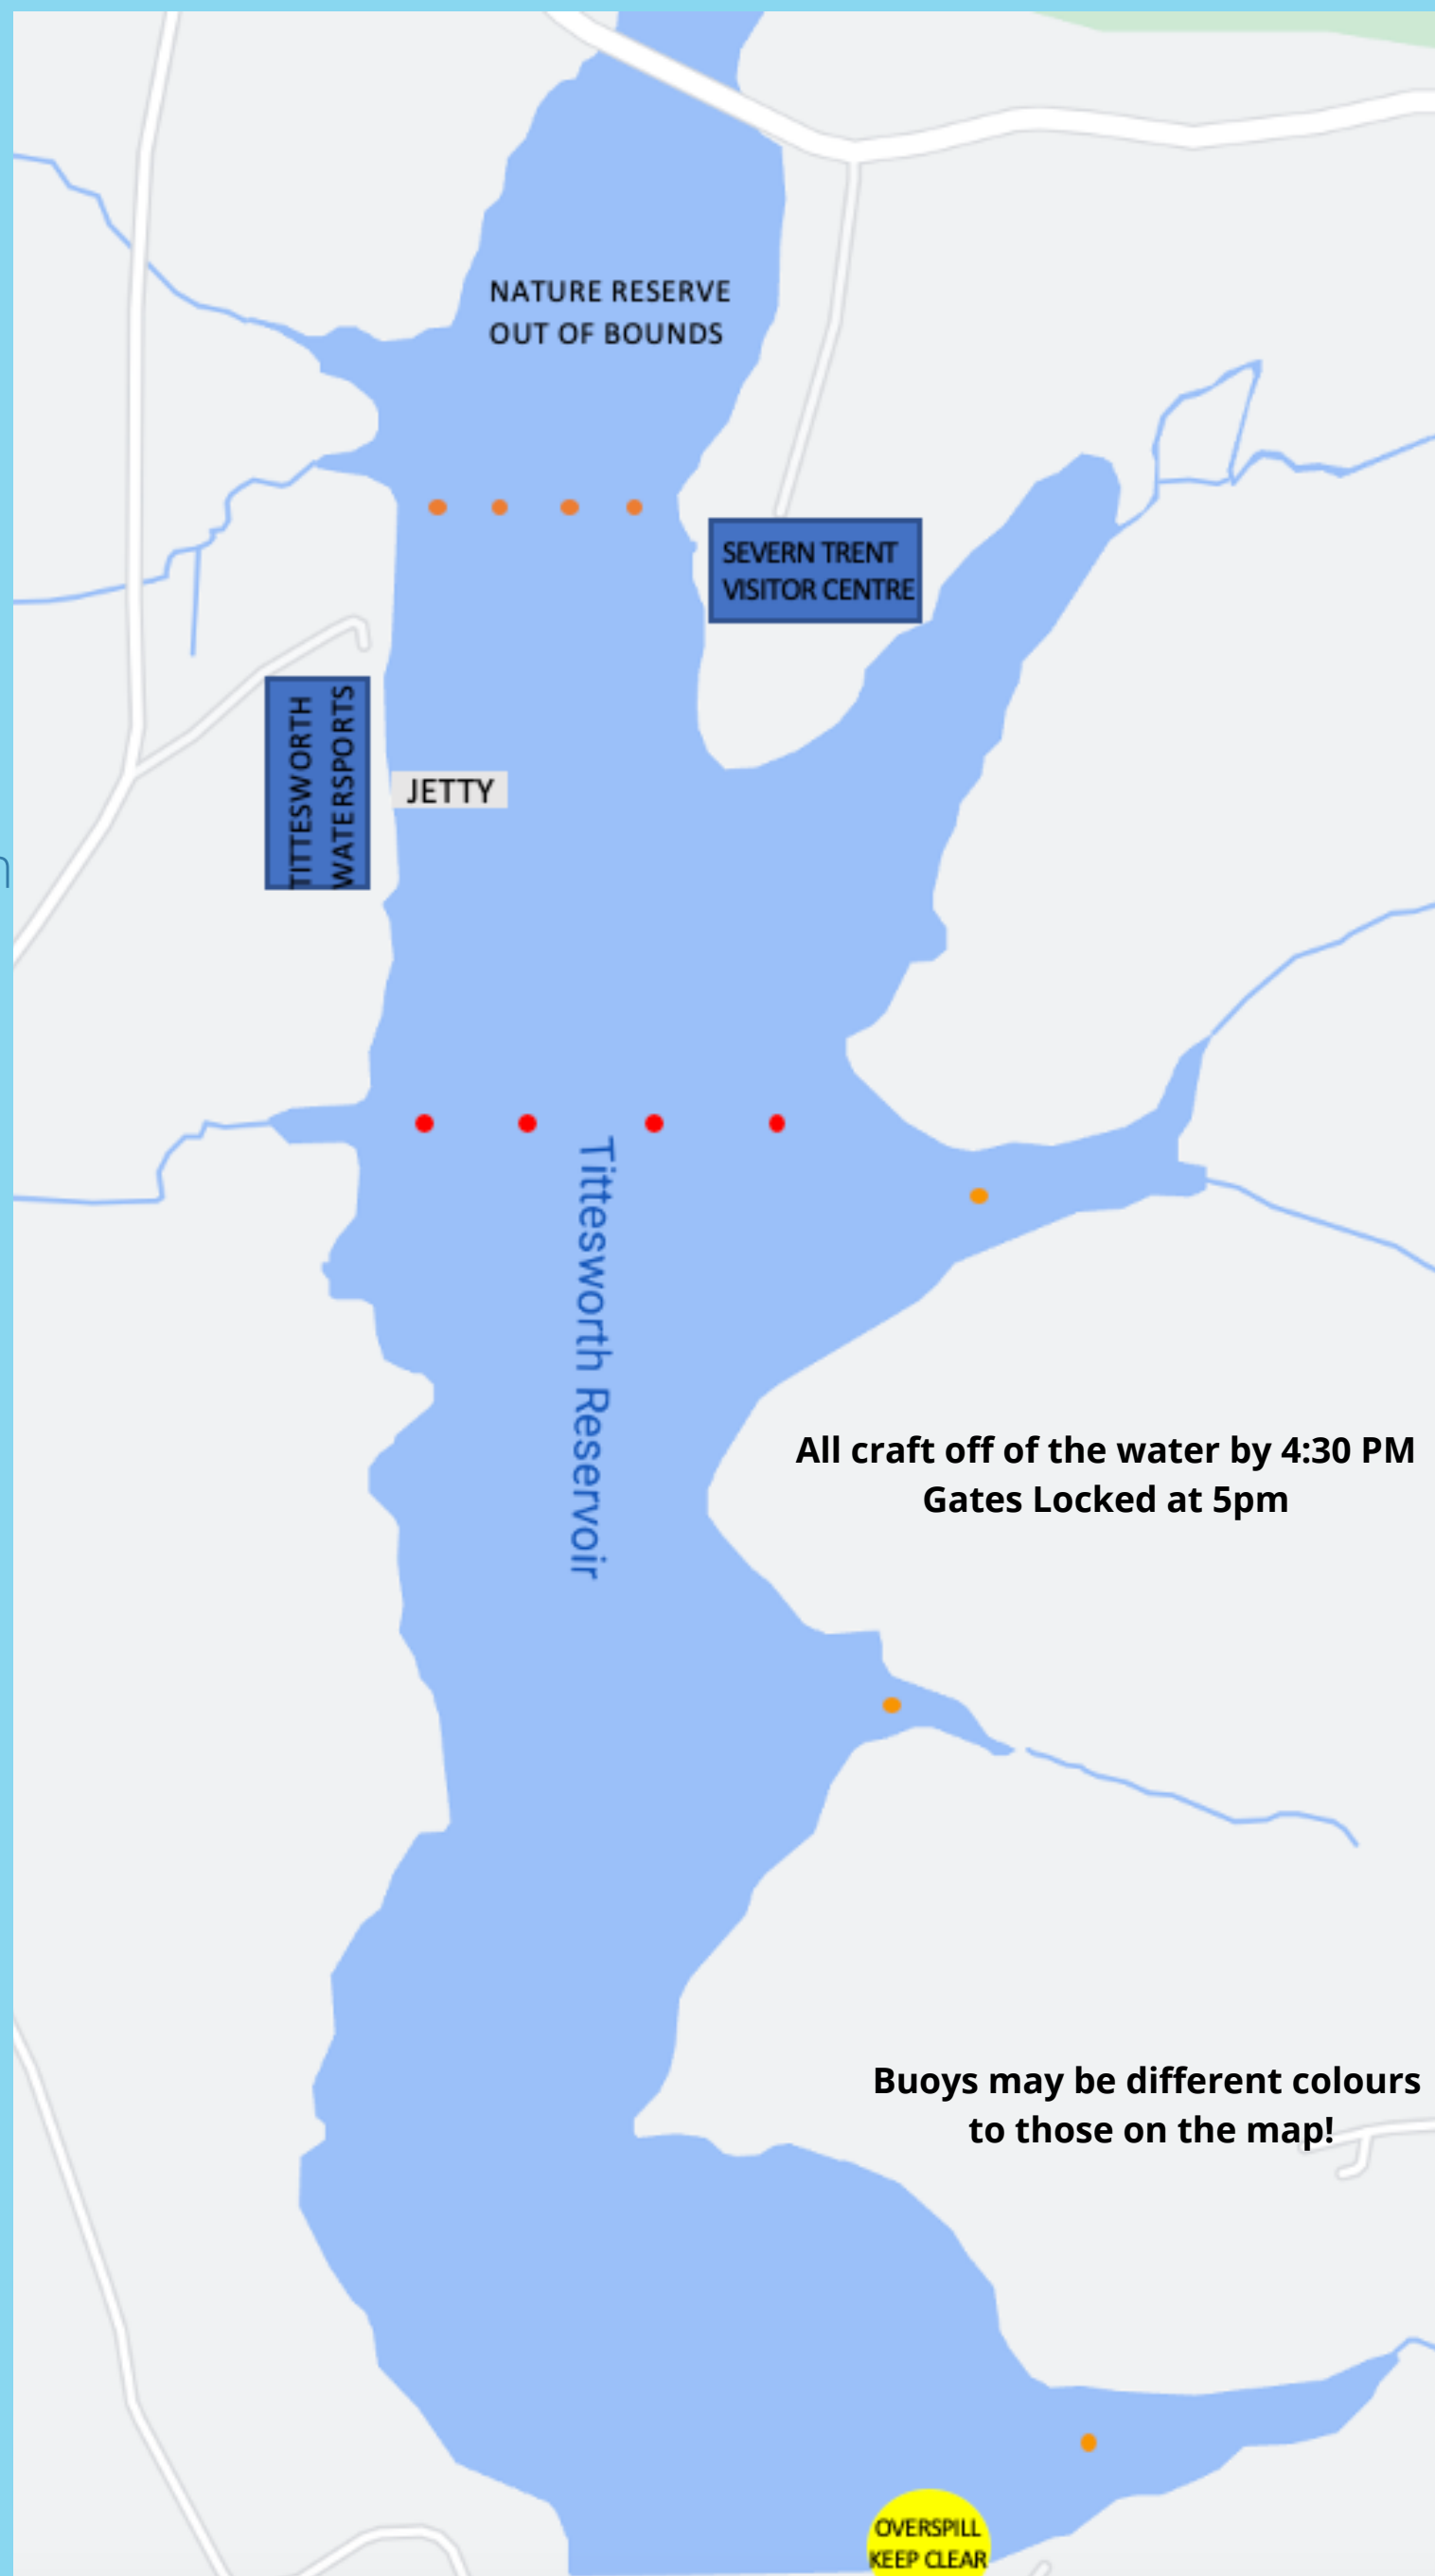 NATURE RESERVE
OUT OF BOUNDS
SEVERN TRENT
VISITOR CENTRE
TITTESWORTH
WATERSPORTS
JETTY
Tittesworth Reservoir
All craft off of the water by 4:30 PM
Gates Locked at 5pm
Buoys may be different colours
to those on the map!
OVERSPILL
KEEP CLEAR